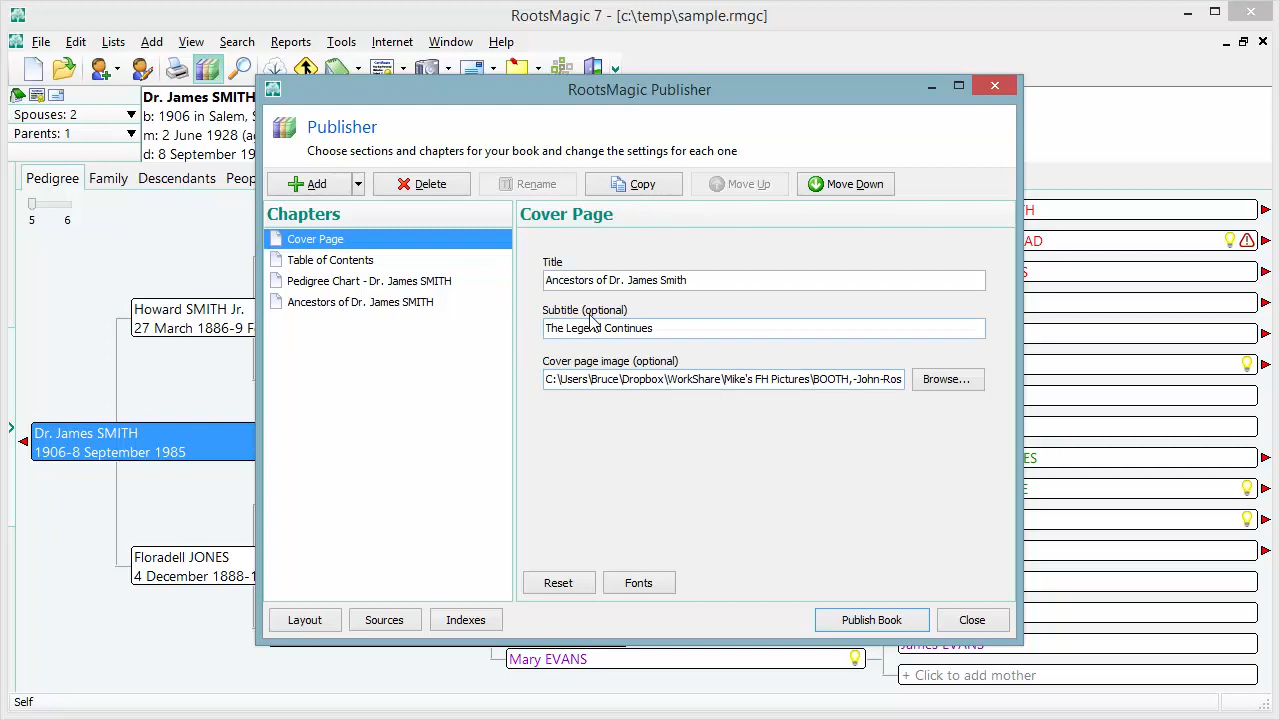 RootsMagic 7 - [c:\temp\sample.rmgc]
File Edit Lists Add View Search Reports Tools Internet Window Help
Dr. James SMITH
Spouses: 2
b: 1906 in Salem,
Parents: 1
m: 2 June 1928
d: 8 September
Pedigree Family Descendants
5 6
Howard SMITH Jr.
27 March 1886-9
Dr. James SMITH
1906-8 September 1985
Floradell JONES
4 December 1888-
RootsMagic Publisher
Publisher
Choose sections and chapters for your book and change the settings for each one
Add Delete Rename Copy Move Up Move Down
Chapters
Cover Page
Table of Contents
Pedigree Chart - Dr. James SMITH
Ancestors of Dr. James SMITH
Cover Page
Title
Ancestors of Dr. James Smith
Subtitle (optional)
The Legend Continues
Cover page image (optional)
C:\Users\Bruce\Dropbox\WorkShare\Mike's FH Pictures\BOOTH,-John-Ros
Browse...
Reset Fonts
Layout Sources Indexes Publish Book Close
Mary EVANS
James EVANS
+ Click to add mother
Self